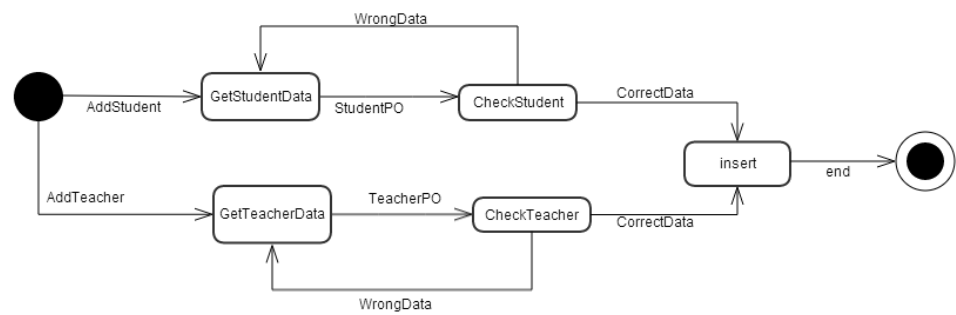 WrongData
AddStudent
GetStudentData
StudentPO
CheckStudent
CorrectData
insert
end
AddTeacher
GetTeacherData
TeacherPO
CheckTeacher
CorrectData
WrongData